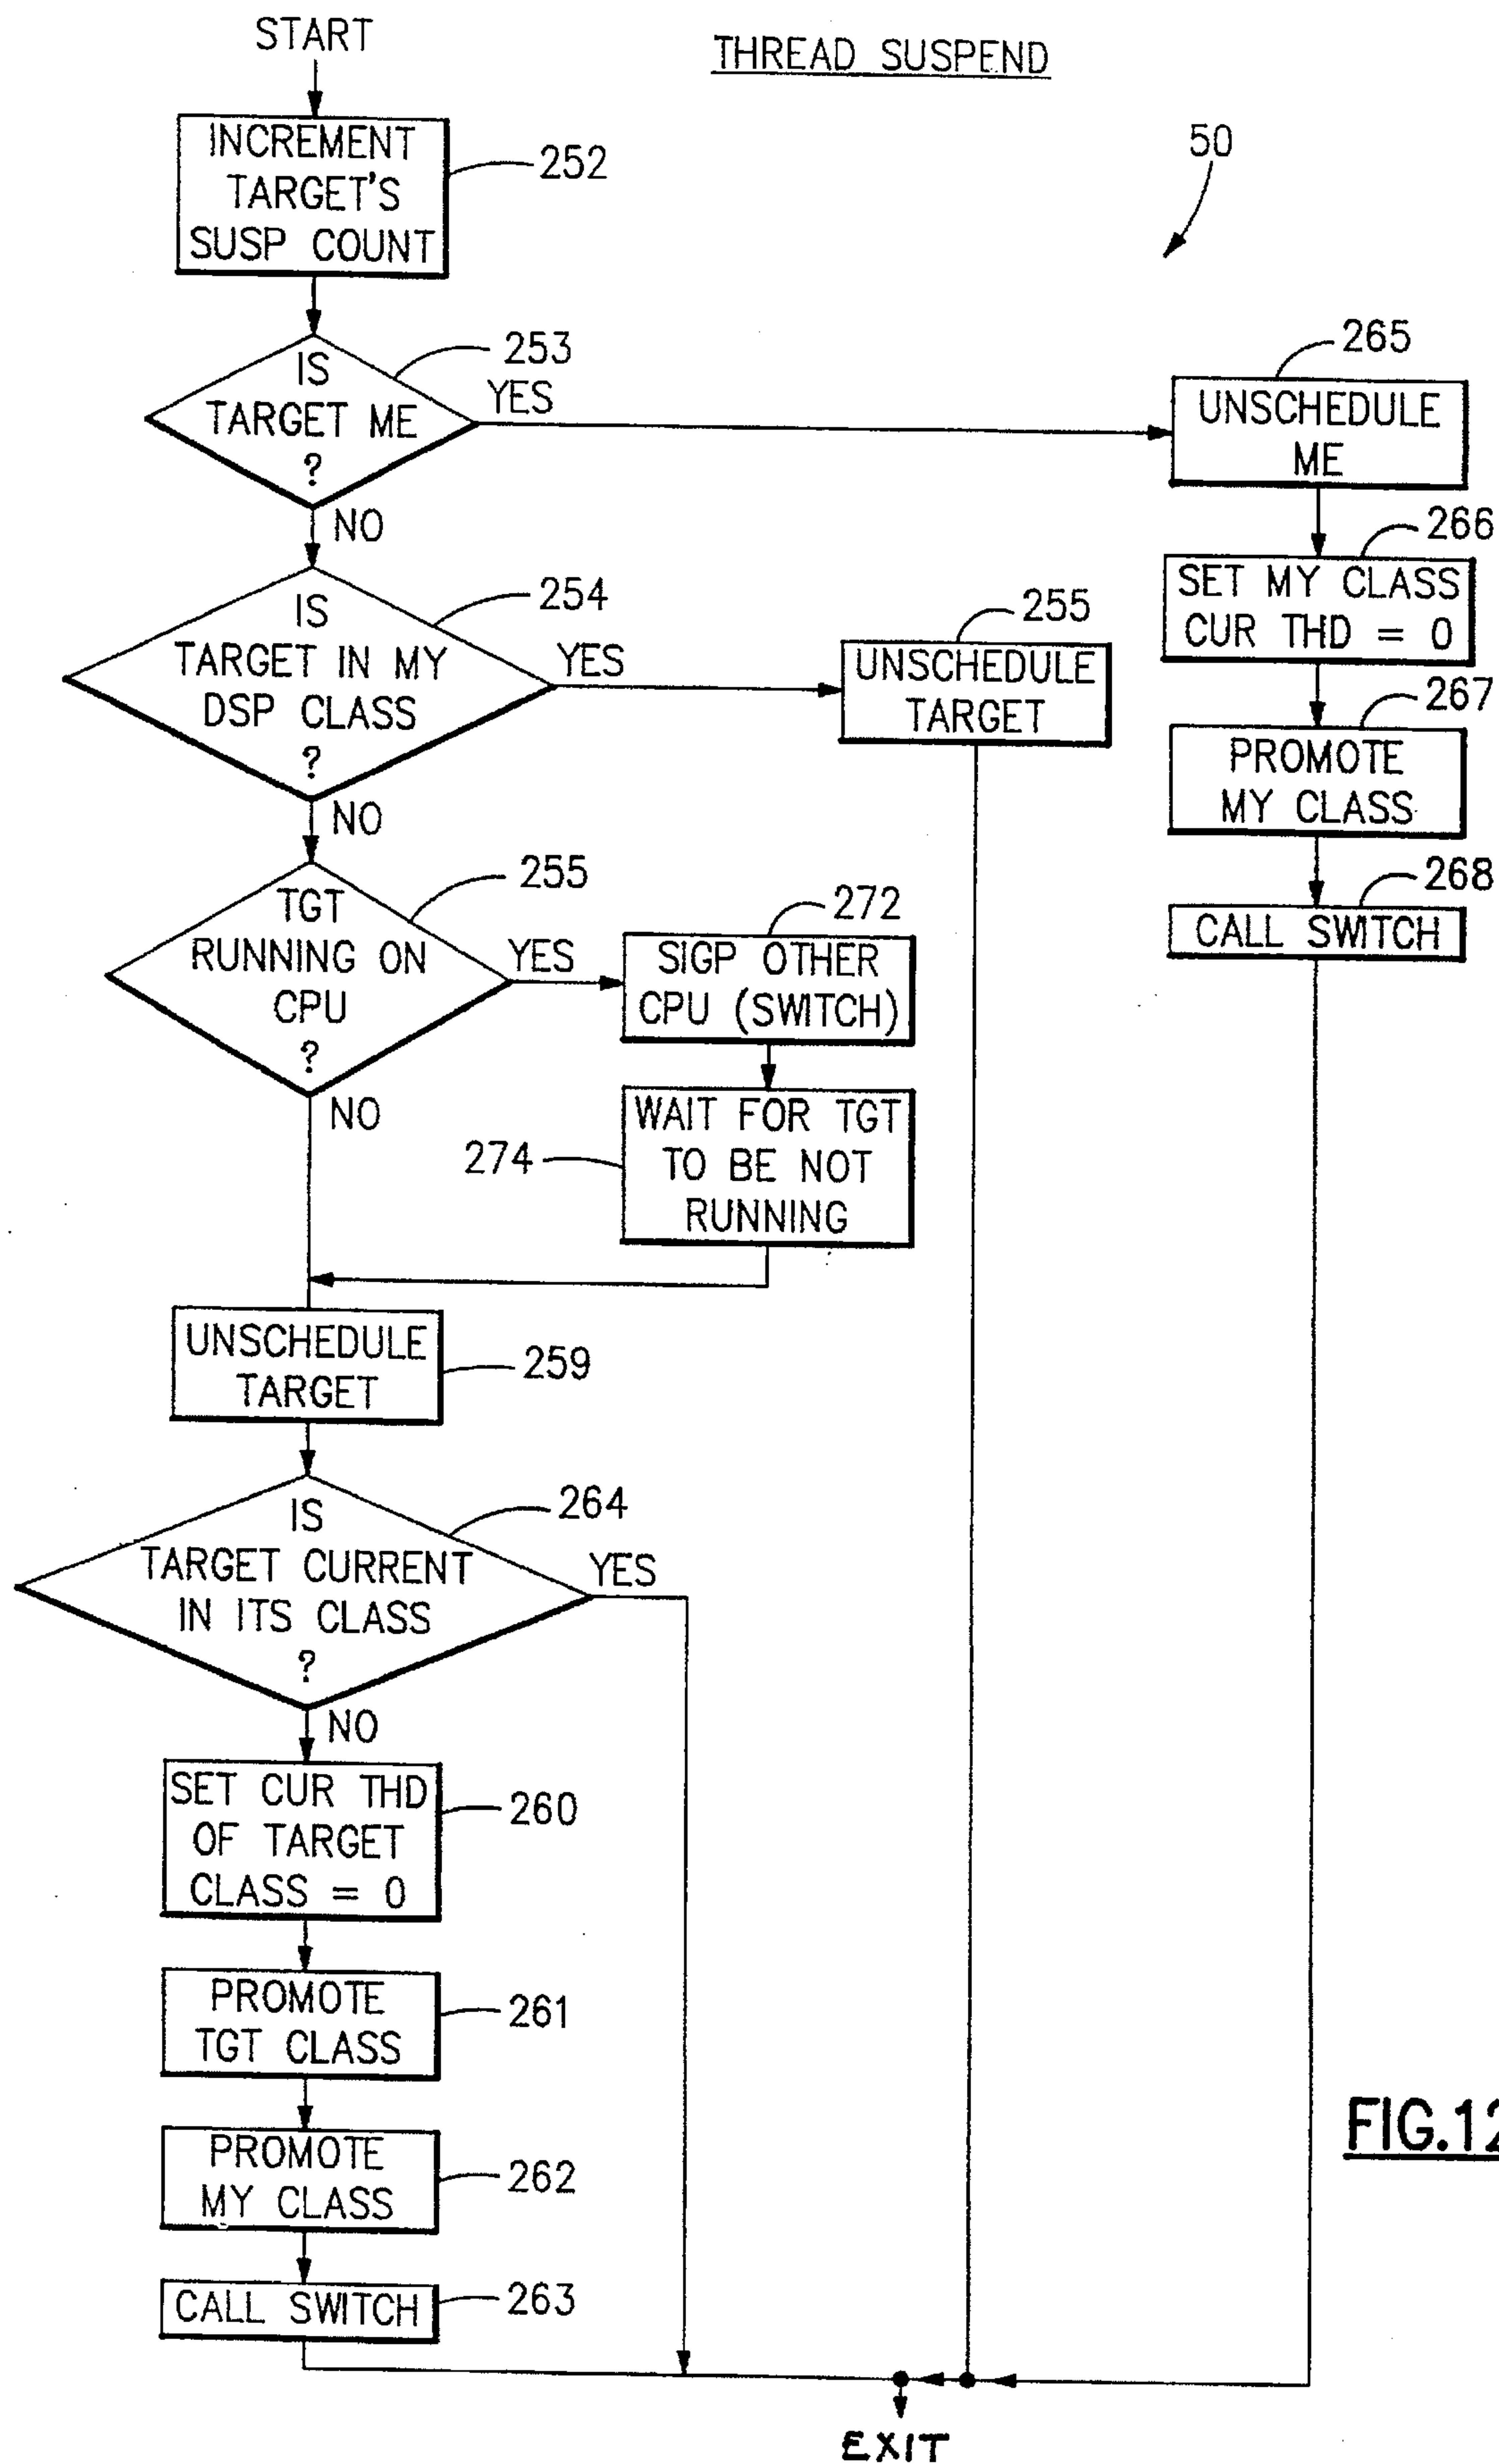 START
THREAD SUSPEND
50
INCREMENT
TARGET'S
SUSP COUNT
252
IS
TARGET ME
?
253
YES
NO
265
UNSCHEDULE
ME
266
SET MY CLASS
CUR THD = 0
267
PROMOTE
MY CLASS
268
CALL SWITCH
IS
TARGET IN MY
DSP CLASS
?
254
YES
NO
255
UNSCHEDULE
TARGET
TGT
RUNNING ON
CPU
?
255
YES
NO
272
SIGP OTHER
CPU (SWITCH)
WAIT FOR TGT
TO BE NOT
RUNNING
274
UNSCHEDULE
TARGET
259
IS
TARGET CURRENT
IN ITS CLASS
?
264
YES
NO
SET CUR THD
OF TARGET
CLASS = 0
260
PROMOTE
TGT CLASS
261
PROMOTE
MY CLASS
262
CALL SWITCH
263
EXIT
FIG.12